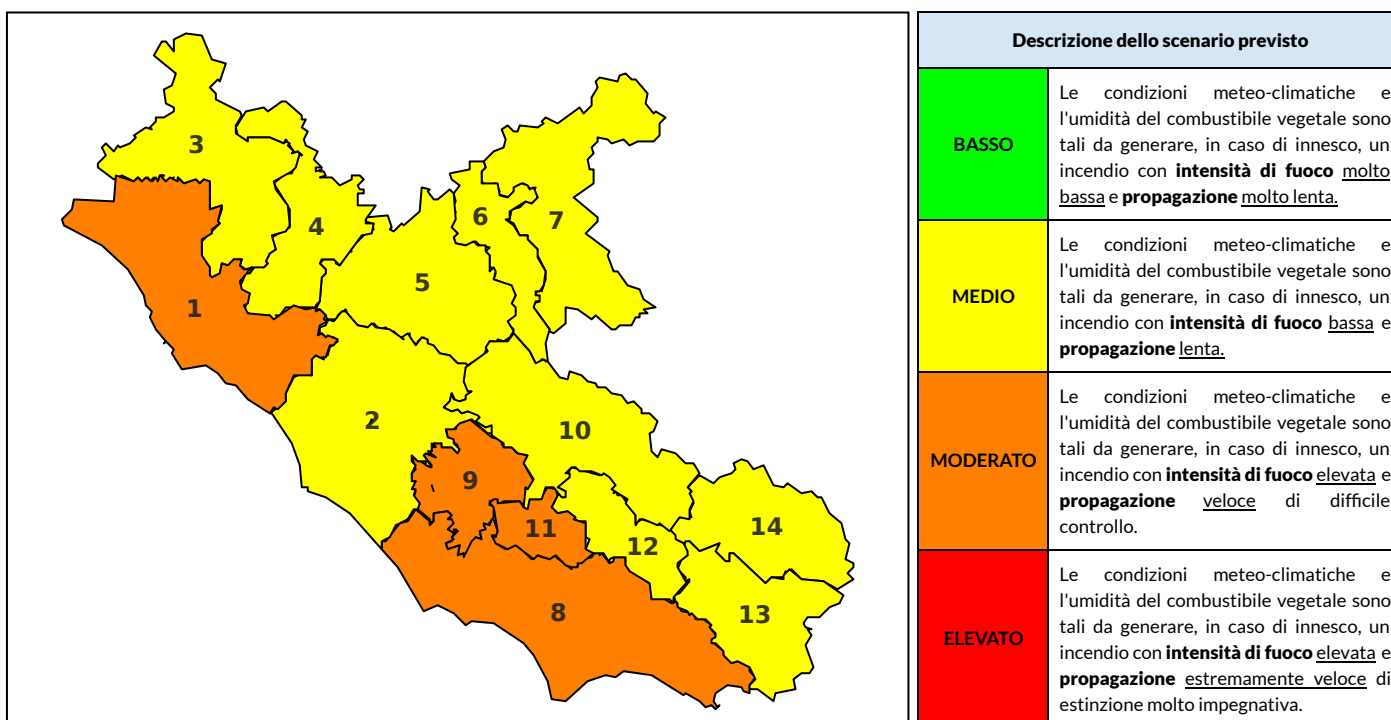 3
4
6
7
5
1
2
10
9
11
12
14
8
13
Descrizione dello scenario previsto
BASSO
Le condizioni meteo-climatiche e
l'umidità del combustibile vegetale sono
tali da generare, in caso di innesco, un
incendio con intensità di fuoco molto
bassa e propagazione molto lenta.
MEDIO
Le condizioni meteo-climatiche e
l'umidità del combustibile vegetale sono
tali da generare, in caso di innesco, un
incendio con intensità di fuoco bassa e
propagazione lenta.
MODERATO
Le condizioni meteo-climatiche e
l'umidità del combustibile vegetale sono
tali da generare, in caso di innesco, un
incendio con intensità di fuoco elevata e
propagazione veloce di difficile
controllo.
ELEVATO
Le condizioni meteo-climatiche e
l'umidità del combustibile vegetale sono
tali da generare, in caso di innesco, un
incendio con intensità di fuoco elevata e
propagazione estremamente veloce di
estinzione molto impegnativa.